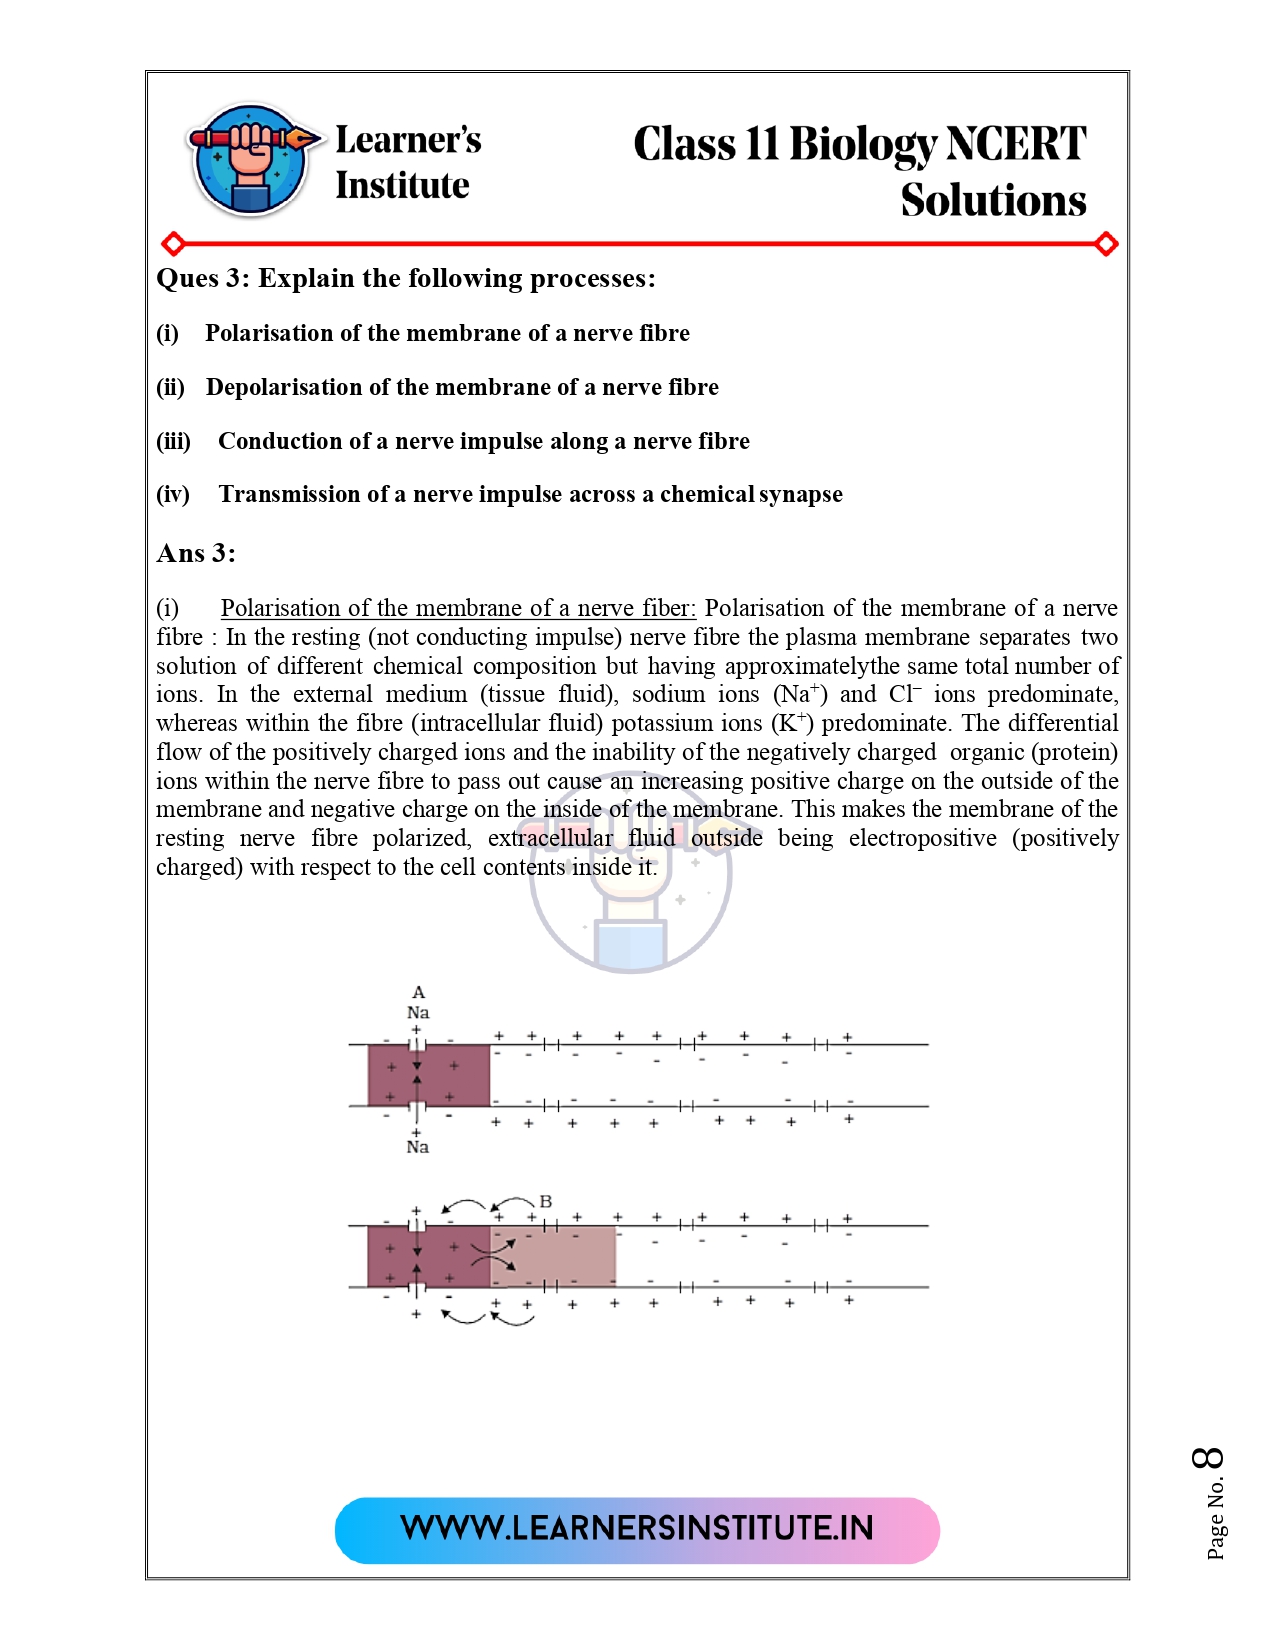 Learner's
Institute
Class 11 Biology NCERT
Solutions
Ques 3: Explain the following processes:
(i) Polarisation of the membrane of a nerve fibre
(ii) Depolarisation of the membrane of a nerve fibre
(iii) Conduction of a nerve impulse along a nerve fibre
(iv) Transmission of a nerve impulse across a chemical synapse
Ans 3:
(i) Polarisation of the membrane of a nerve fiber: Polarisation of the membrane of a nerve
fibre : In the resting (not conducting impulse) nerve fibre the plasma membrane separates two
solution of different chemical composition but having approximatelythe same total number of
ions. In the external medium (tissue fluid), sodium ions (Na⁺) and Cl⁻ ions predominate,
whereas within the fibre (intracellular fluid) potassium ions (K⁺) predominate. The differential
flow of the positively charged ions and the inability of the negatively charged organic (protein)
ions within the nerve fibre to pass out cause an increasing positive charge on the outside of the
membrane and negative charge on the inside of the membrane. This makes the membrane of the
resting nerve fibre polarized, extracellular fluid outside being electropositive (positively
charged) with respect to the cell contents inside it.
A
Na
Na
B
WWW.LEARNERSINSTITUTE.IN
Page No. 8